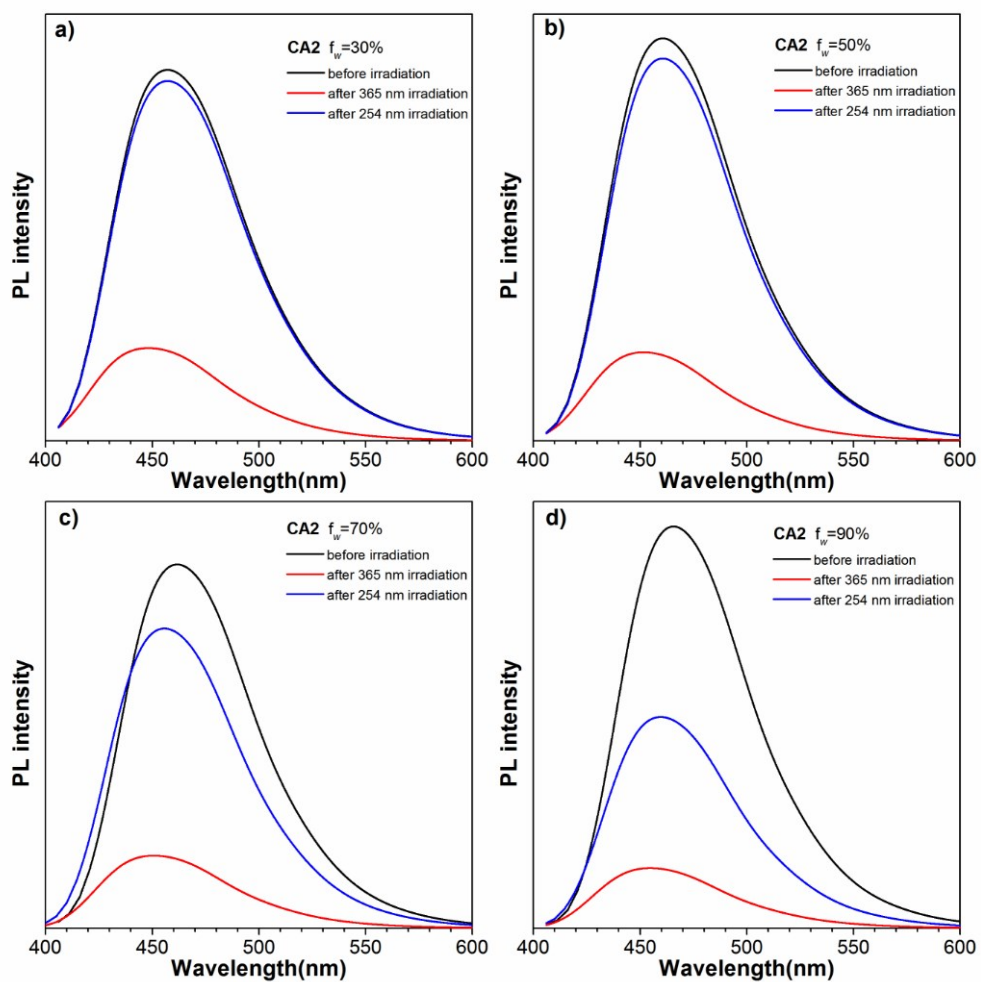 a)
CA2 f_w=30%
before irradiation
after 365 nm irradiation
after 254 nm irradiation
PL intensity
400 450 500 550 600
Wavelength(nm)
b)
CA2 f_w=50%
before irradiation
after 365 nm irradiation
after 254 nm irradiation
PL intensity
400 450 500 550 600
Wavelength(nm)
c)
CA2 f_w=70%
before irradiation
after 365 nm irradiation
after 254 nm irradiation
PL intensity
400 450 500 550 600
Wavelength(nm)
d)
CA2 f_w=90%
before irradiation
after 365 nm irradiation
after 254 nm irradiation
PL intensity
400 450 500 550 600
Wavelength(nm)